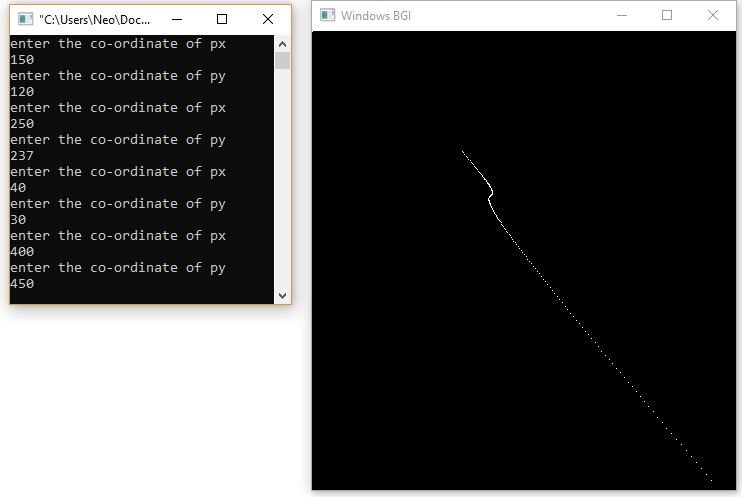 "C:\Users\Neo\Doc...
enter the co-ordinate of px
150
enter the co-ordinate of py
120
enter the co-ordinate of px
250
enter the co-ordinate of py
237
enter the co-ordinate of px
40
enter the co-ordinate of py
30
enter the co-ordinate of px
400
enter the co-ordinate of py
450
Windows BGI